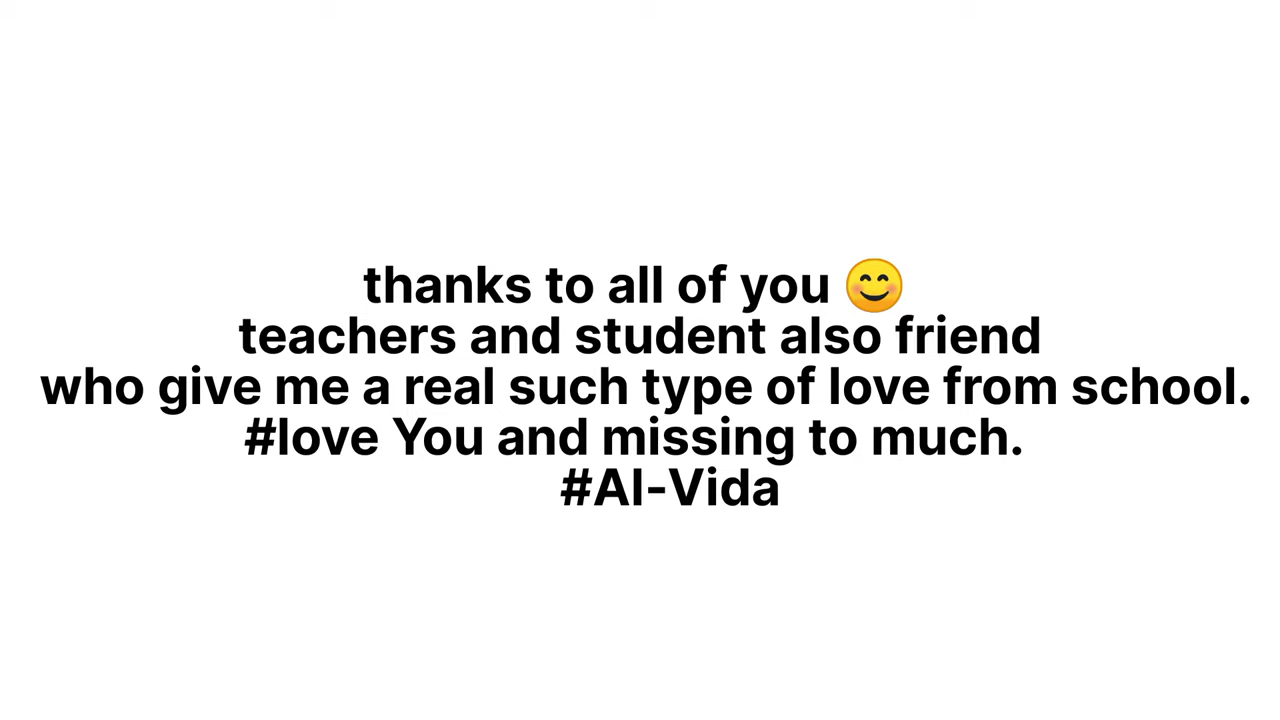 thanks to all of you 😊
teachers and student also friend
who give me a real such type of love from school.
#love You and missing to much.
#Al-Vida